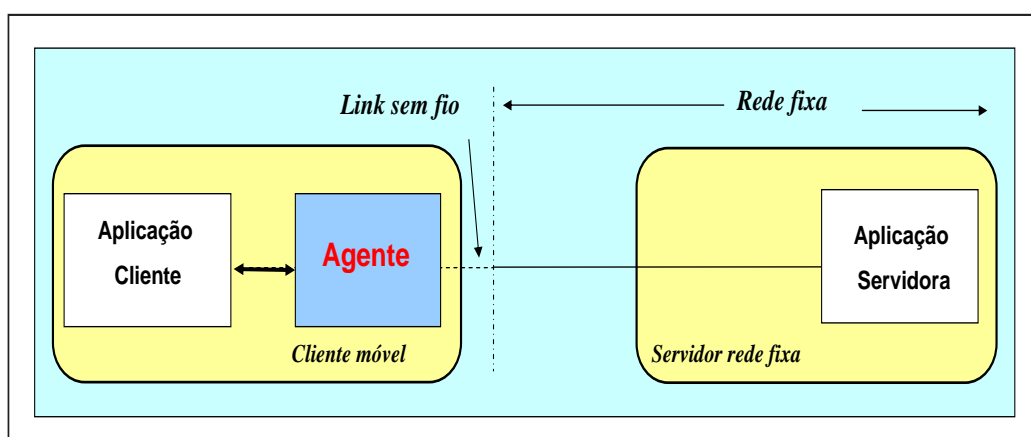 Link sem fio
Rede fixa
Aplicação
Cliente
Agente
Aplicação
Servidora
Cliente móvel
Servidor rede fixa